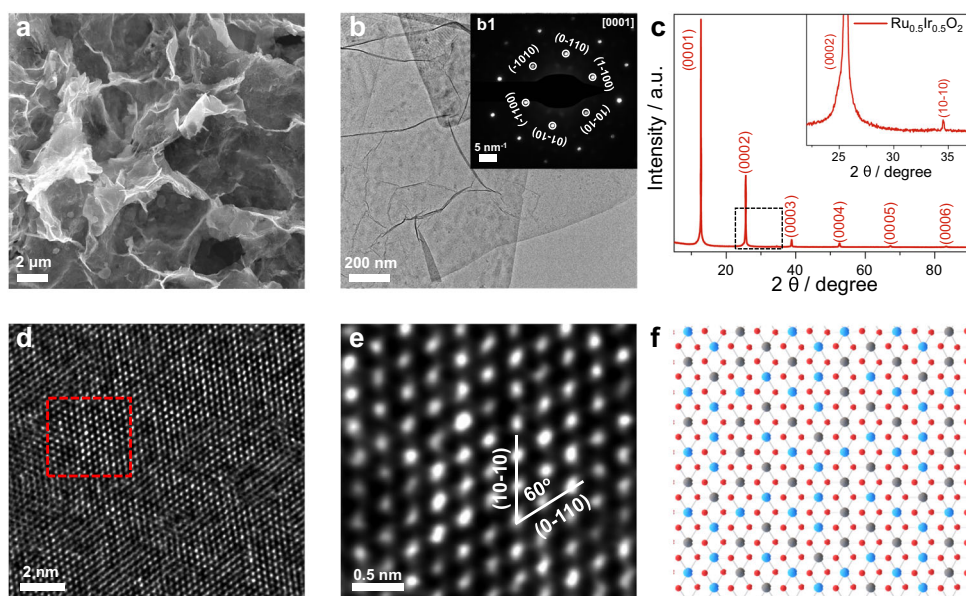 a
2 μm
b
200 nm
b1
[0001]
(-1010)
(0-110)
(1-100)
(-1100)
(01-10)
(10-10)
5 nm⁻¹
c
Intensity / a.u.
(0001)
(0002)
(0003)
(0004)
(0005)
(0006)
20
40
60
80
2 θ / degree
Ru₀.₅Ir₀.₅O₂
(0002)
(10-10)
25
30
35
2 θ / degree
d
2 nm
e
(10-10)
60°
(0-110)
0.5 nm
f